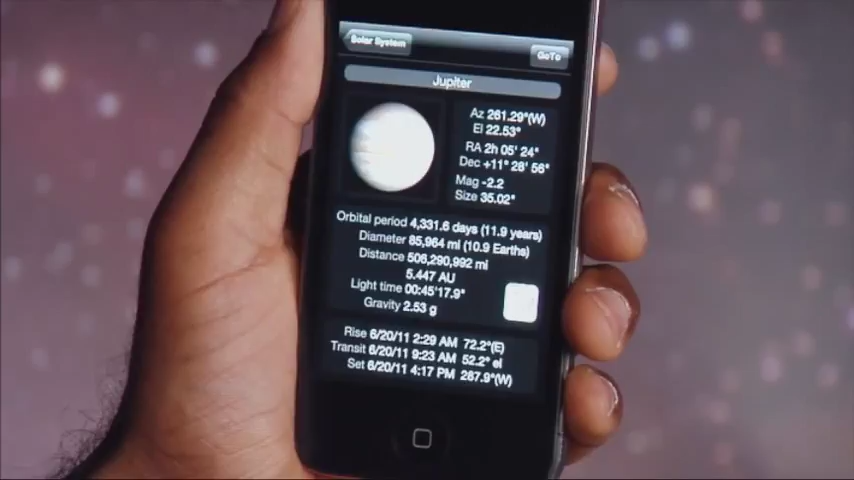 Solar System
GoTo
Jupiter
Az 261.29°(W)
El 22.53°
RA 2h 05' 24"
Dec +11° 28' 56"
Mag -2.2
Size 35.02"
Orbital period 4,331.6 days (11.9 years)
Diameter 85,964 mi (10.9 Earths)
Distance 506,290,992 mi
5.447 AU
Light time 00:45'17.9"
Gravity 2.53 g
Rise 6/20/11 2:29 AM 72.2°(E)
Transit 6/20/11 9:23 AM 52.2° el
Set 6/20/11 4:17 PM 287.9°(W)